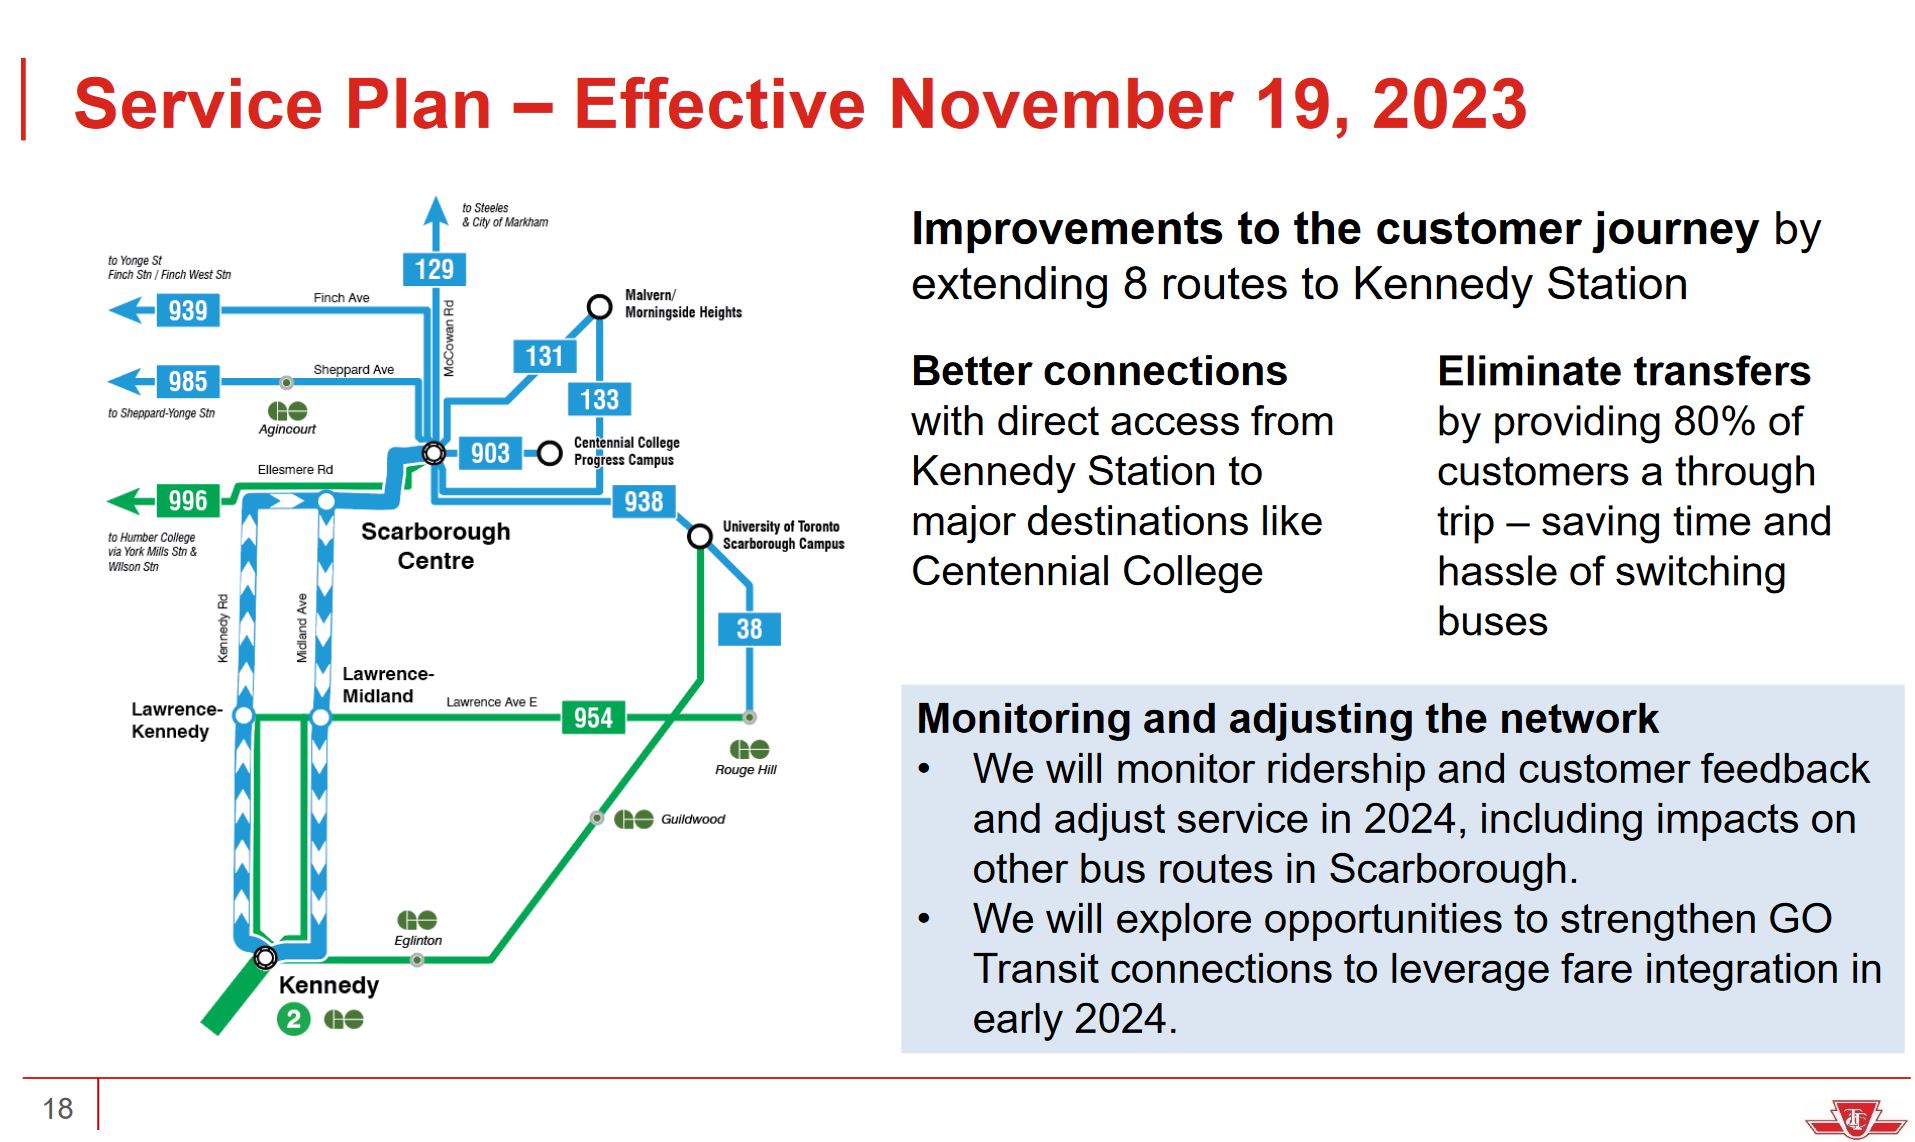 Service Plan – Effective November 19, 2023
to Steeles
& City of Markham
to Yonge St
Finch Stn / Finch West Stn
129
939
Finch Ave
McCowan Rd
Malvern/
Morningside Heights
131
985
Sheppard Ave
133
to Sheppard-Yonge Stn
GO
Agincourt
903
Centennial College
Progress Campus
Ellesmere Rd
996
938
to Humber College
via York Mills Stn &
Wilson Stn
Scarborough
Centre
University of Toronto
Scarborough Campus
Kennedy Rd
Midland Ave
38
Lawrence-
Midland
Lawrence-
Kennedy
Lawrence Ave E
954
GO
Rouge Hill
GO Guildwood
GO
Eglinton
Kennedy
2 GO
Improvements to the customer journey by
extending 8 routes to Kennedy Station
Better connections
with direct access from
Kennedy Station to
major destinations like
Centennial College
Eliminate transfers
by providing 80% of
customers a through
trip – saving time and
hassle of switching
buses
Monitoring and adjusting the network
• We will monitor ridership and customer feedback
and adjust service in 2024, including impacts on
other bus routes in Scarborough.
• We will explore opportunities to strengthen GO
Transit connections to leverage fare integration in
early 2024.
18
TTC